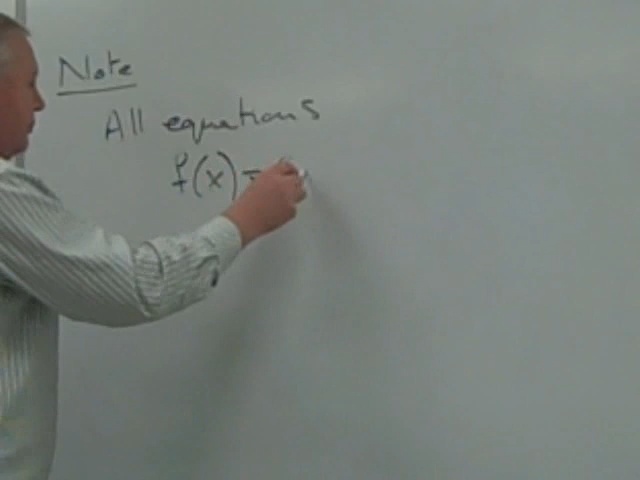 Note
All equations
f(x) =